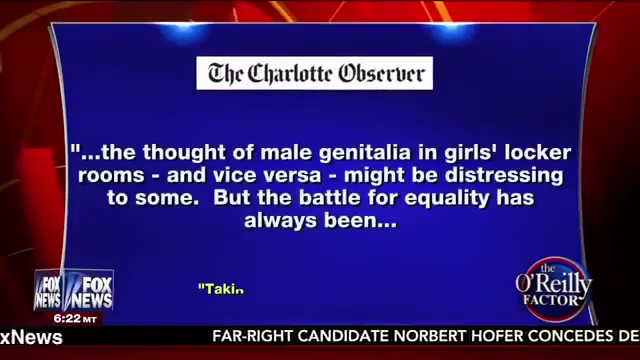 The Charlotte Observer
"...the thought of male genitalia in girls' locker
rooms - and vice versa - might be distressing
to some. But the battle for equality has
always been...
"Takin
the
O'Reilly
FACTOR
FOX
NEWS
FOX
NEWS
6:22 MT
xNews
FAR-RIGHT CANDIDATE NORBERT HOFER CONCEDES DE